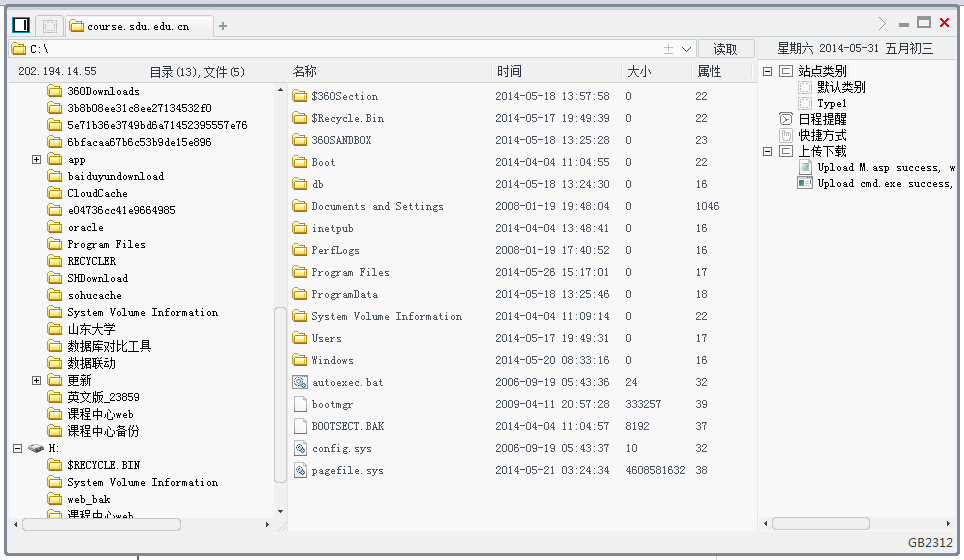 course.sdu.edu.cn
C:\
读取
星期六 2014-05-31 五月初三
202.194.14.55
目录(13),文件(5)
360Downloads
3b8b08ee31c8ee27134532f0
5e71b36e3749bd6a71452395557e76
6bfacaa67b6c53b9de15e896
app
baiduyundownload
CloudCache
e04736cc41e9664985
oracle
Program Files
RECYCLER
SHDownload
sohucache
System Volume Information
山东大学
数据库对比工具
数据联动
更新
英文版_23859
课程中心web
课程中心备份
H:
$RECYCLE.BIN
System Volume Information
web_bak
课程中心web
名称 时间 大小 属性
$360Section 2014-05-18 13:57:58 0 22
$Recycle.Bin 2014-05-17 19:49:39 0 22
360SANDBOX 2014-05-18 13:25:28 0 23
Boot 2014-04-04 11:04:55 0 22
db 2014-05-18 13:24:30 0 16
Documents and Settings 2008-01-19 19:48:04 0 1046
inetpub 2014-04-04 13:48:41 0 16
PerfLogs 2008-01-19 17:40:52 0 16
Program Files 2014-05-26 15:17:01 0 17
ProgramData 2014-05-18 13:25:46 0 18
System Volume Information 2014-04-04 11:09:14 0 22
Users 2014-05-17 19:49:31 0 17
Windows 2014-05-20 08:33:16 0 16
autoexec.bat 2006-09-19 05:43:36 24 32
bootmgr 2009-04-11 20:57:28 333257 39
BOOTSECT.BAK 2014-04-04 11:04:57 8192 37
config.sys 2006-09-19 05:43:37 10 32
pagefile.sys 2014-05-21 03:24:34 4608581632 38
站点类别
默认类别
Type1
日程提醒
快捷方式
上传下载
Upload M.asp success, w
Upload cmd.exe success,
GB2312